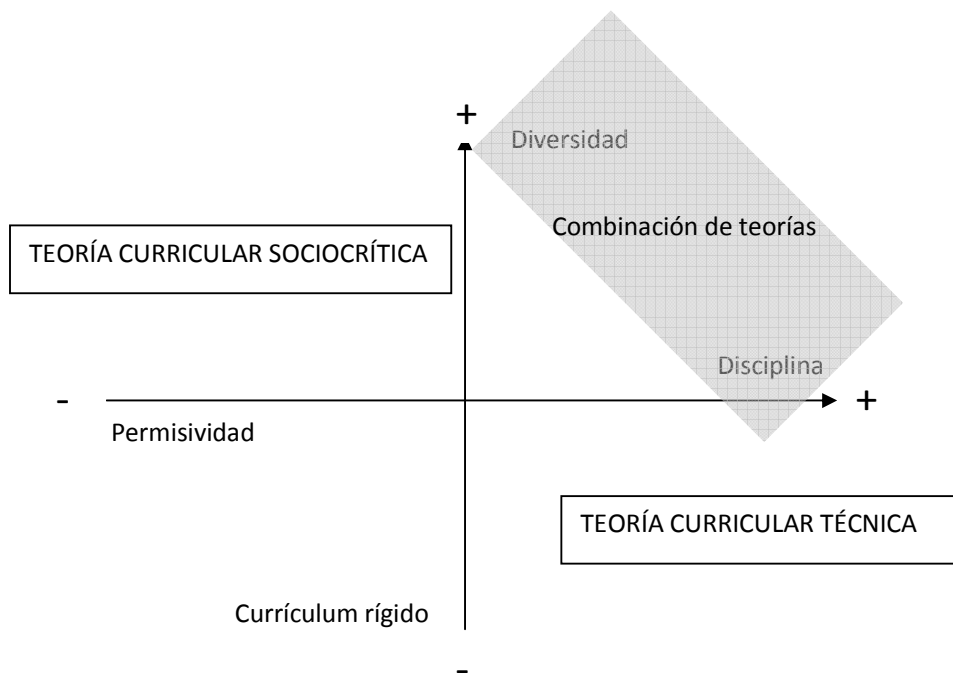 +
Diversidad
Combinación de teorías
TEORÍA CURRICULAR SOCIOCRÍTICA
Disciplina
-
+
Permisividad
TEORÍA CURRICULAR TÉCNICA
Currículum rígido
-